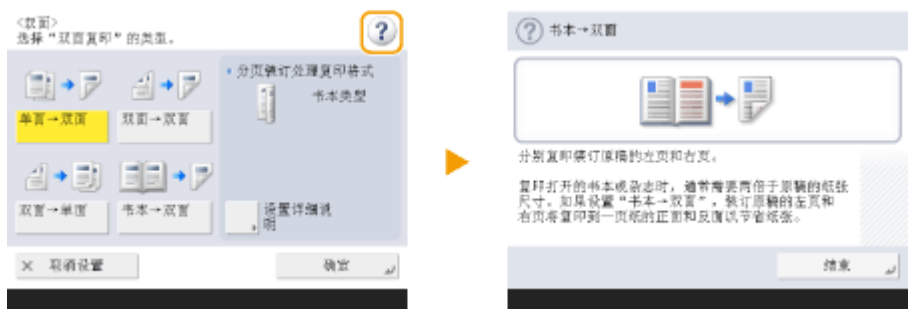 <双面>
选择“双面复印”的类型。
?
单面→双面
双面→双面
双面→单面
书本→双面
• 分页装订处理复印格式
书本类型
设置详细说
明
× 取消设置
确定
? 书本→双面
分别复印装订原稿的左页和右页。
复印打开的书本或杂志时，通常需要两倍于原稿的纸张
尺寸。如果设置“书本→双面”，装订原稿的左页和
右页将复印到一页纸的正面和反面以节省纸张。
结束